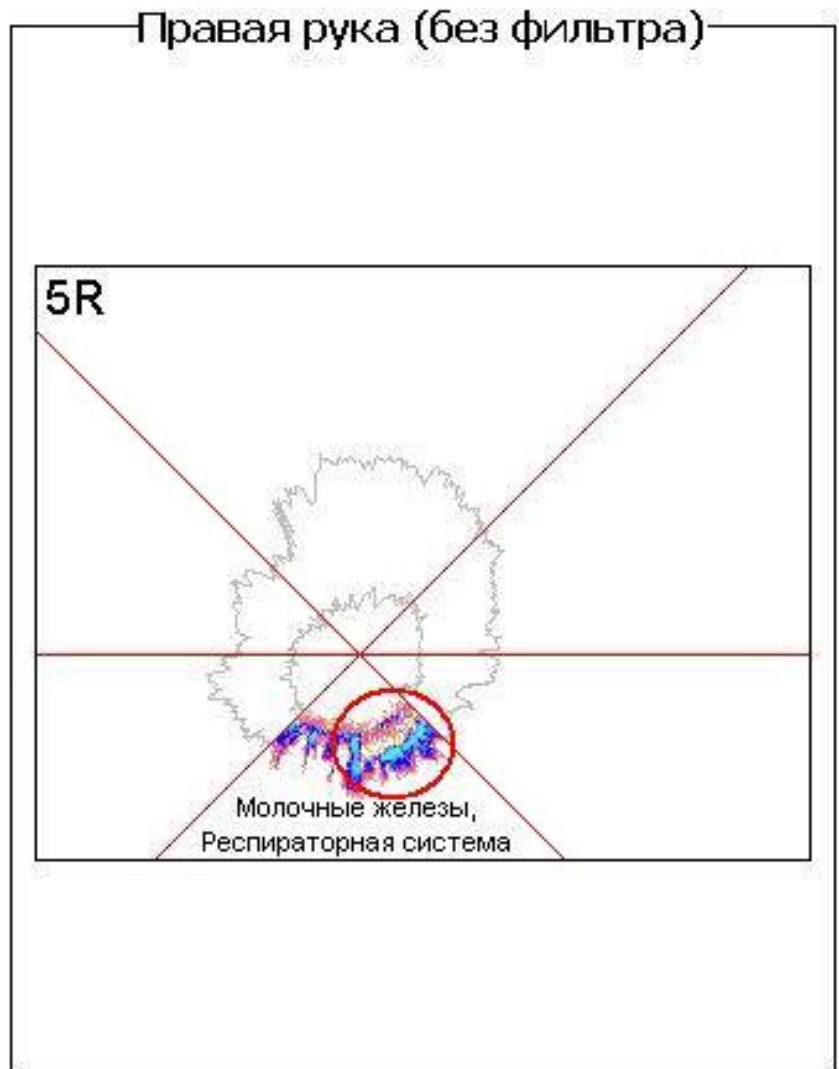 Правая рука (без фильтра)
5R
Молочные железы,
Респираторная система